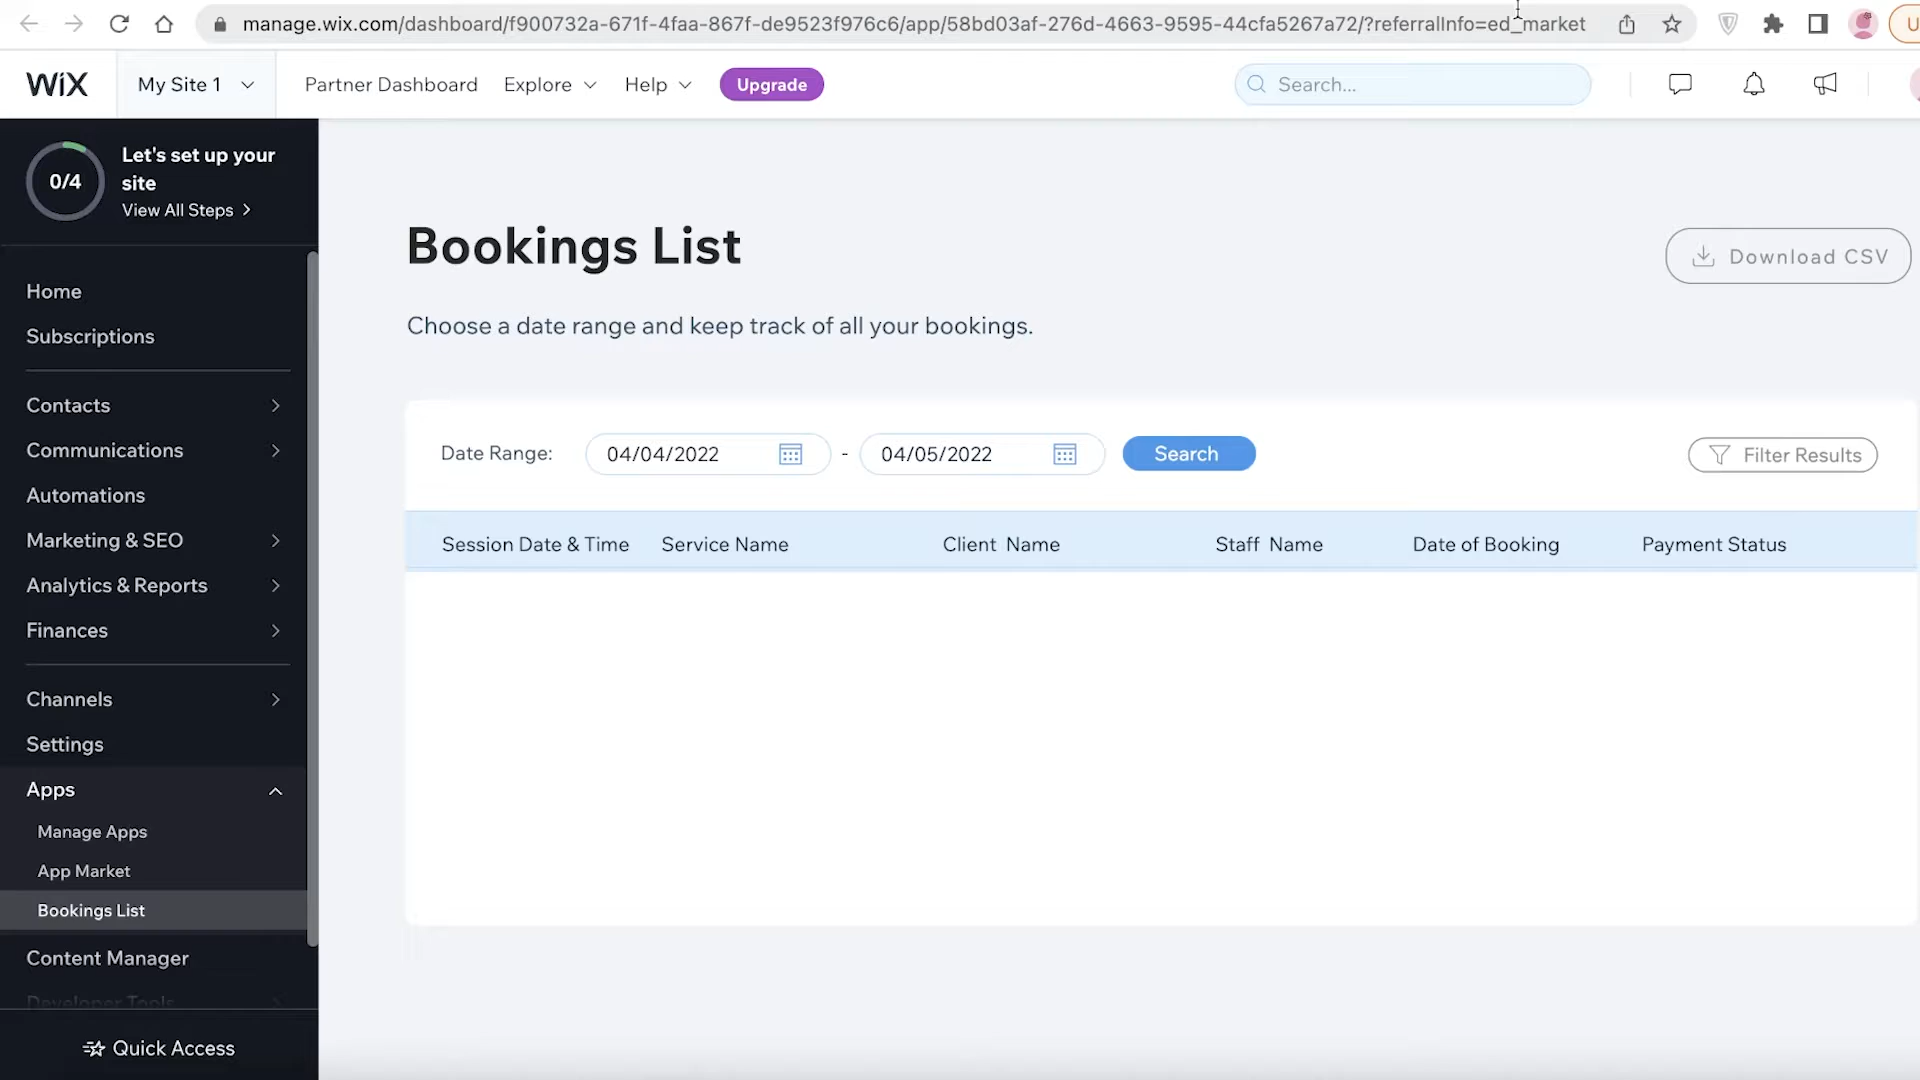 manage.wix.com/dashboard/f900732a-671f-4faa-867f-de9523f976c6/app/58bd03af-276d-4663-9595-44cfa5267a72/?referralInfo=ed_market
U
WiX
My Site 1
Partner Dashboard
Explore
Help
Upgrade
Search...
0/4
Let's set up your
site
View All Steps
Home
Subscriptions
Contacts
Communications
Automations
Marketing & SEO
Analytics & Reports
Finances
Channels
Settings
Apps
Manage Apps
App Market
Bookings List
Content Manager
Developer Tools
Quick Access
Bookings List
Download CSV
Choose a date range and keep track of all your bookings.
Date Range: 04/04/2022 - 04/05/2022 Search
Filter Results
Session Date & Time Service Name Client Name Staff Name Date of Booking Payment Status